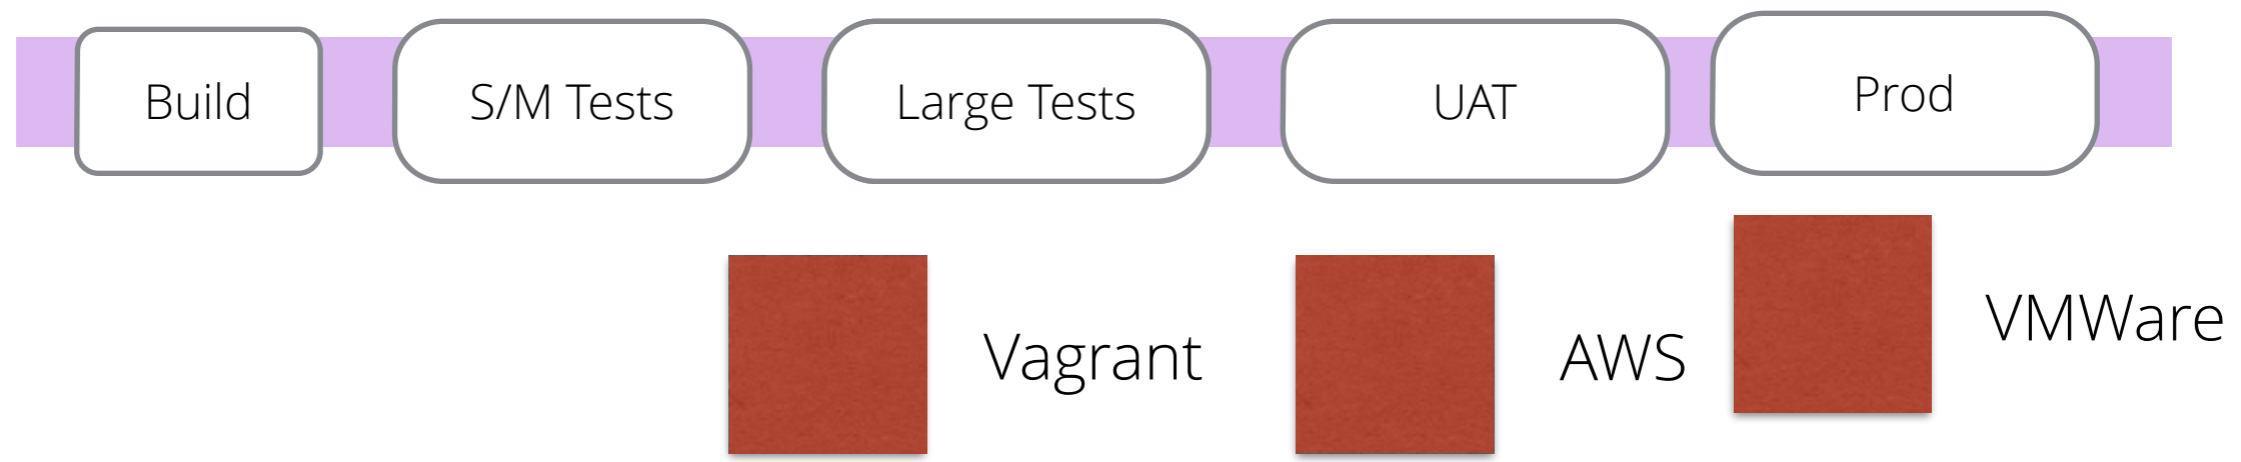 Build
S/M Tests
Large Tests
UAT
Prod
Vagrant
AWS
VMWare